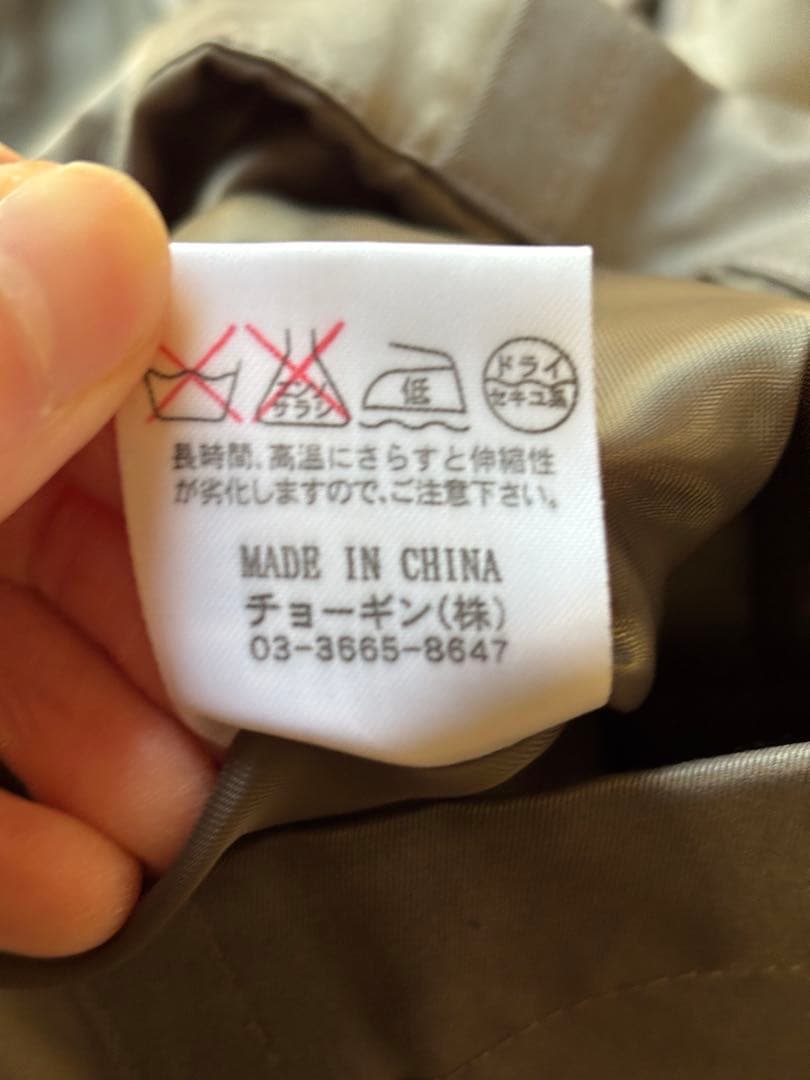 エンソ
サラシ
低
ドライ
セキユ系
長時間、高温にさらすと伸縮性
が劣化しますので、ご注意下さい。
MADE IN CHINA
チョーギン(株)
03-3665-8647